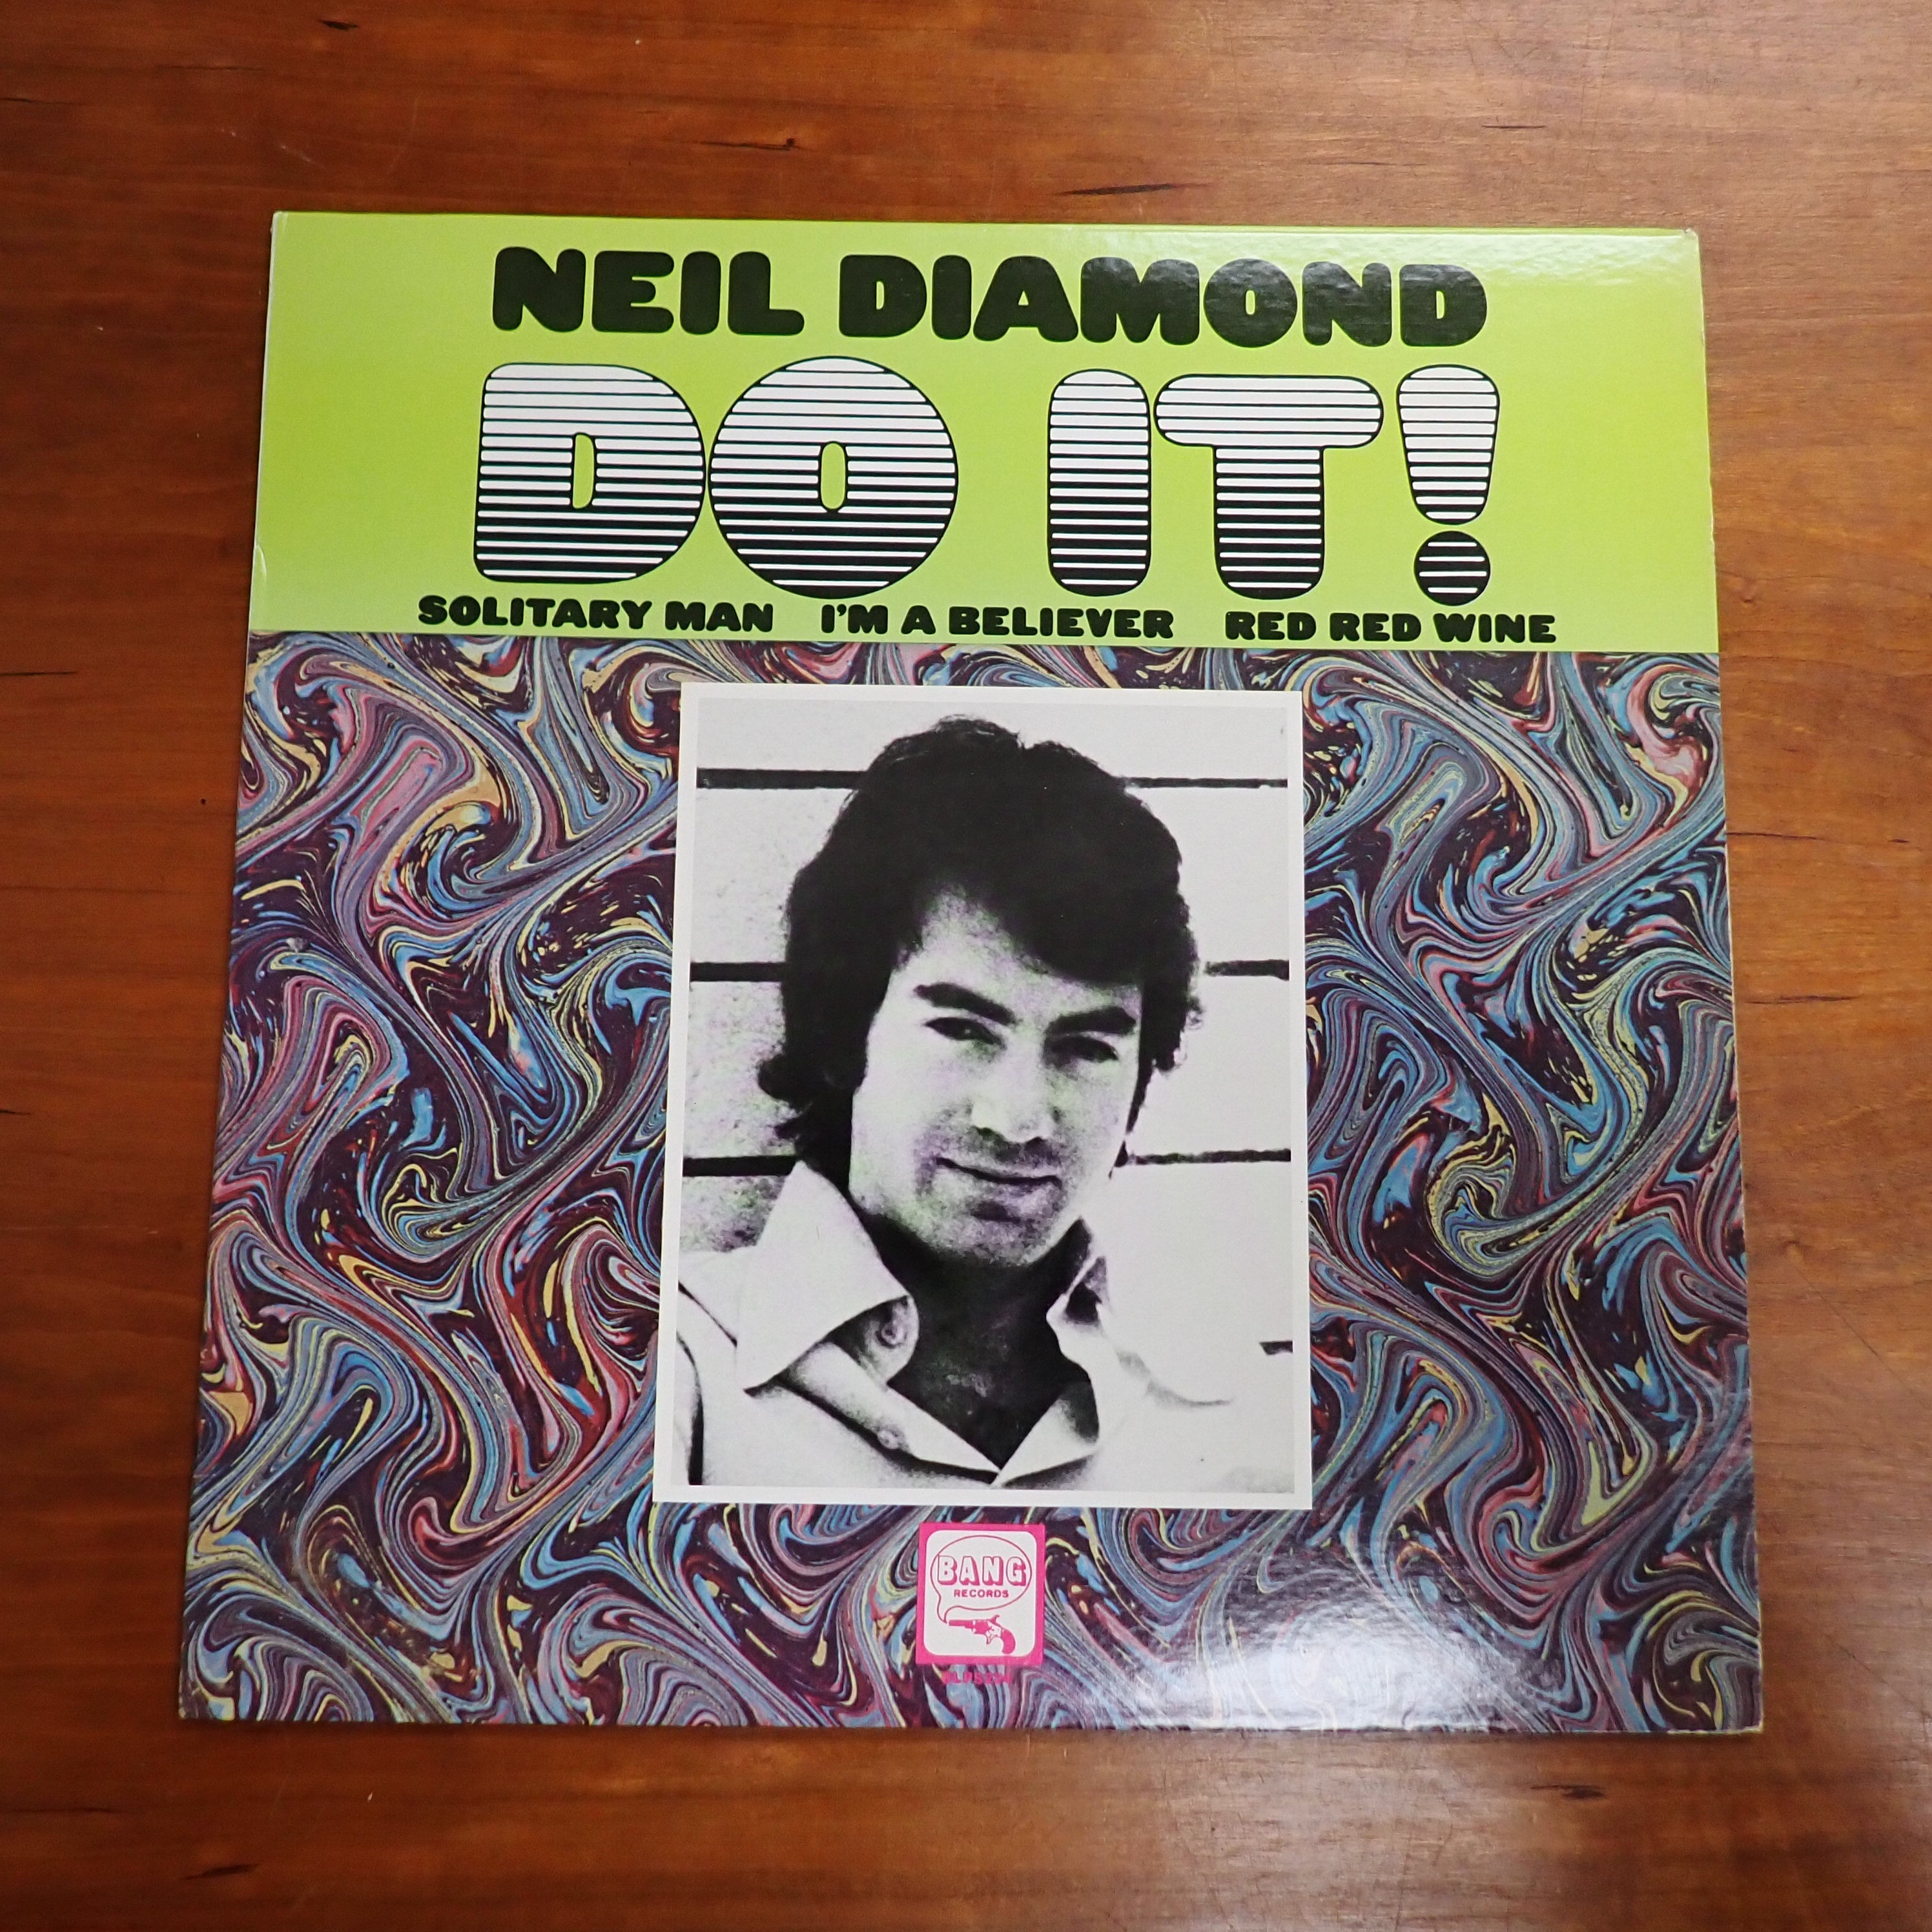 NEIL DIAMOND
DO IT!
SOLITARY MAN I'M A BELIEVER RED RED WINE
BANG
RECORDS